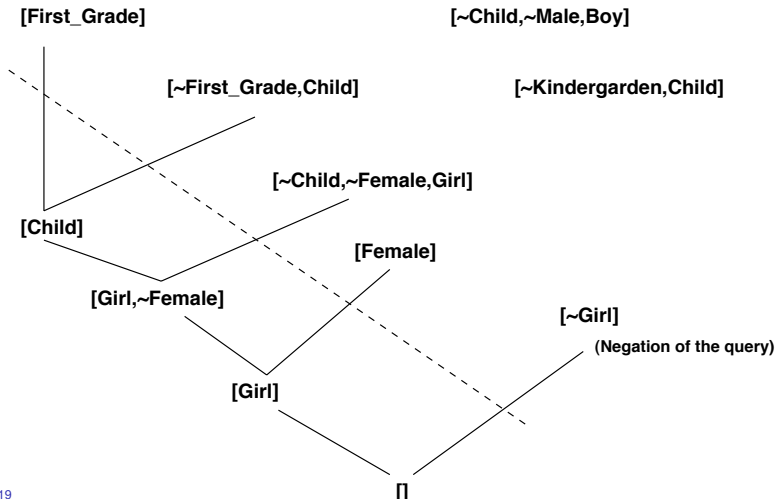 [First_Grade]
[~Child,~Male,Boy]
[~First_Grade,Child]
[~Kindergarden,Child]
[~Child,~Female,Girl]
[Child]
[Female]
[Girl,~Female]
[~Girl]
(Negation of the query)
[Girl]
[]
19